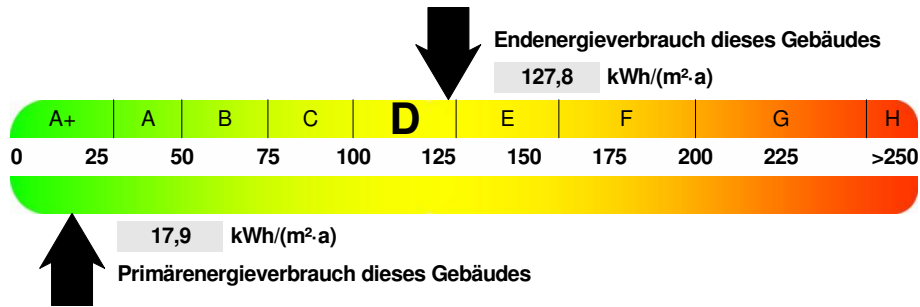 Endenergieverbrauch dieses Gebäudes
127,8 kWh/(m²·a)
A+ A B C D E F G H
0 25 50 75 100 125 150 175 200 225 >250
17,9 kWh/(m²·a)
Primärenergieverbrauch dieses Gebäudes